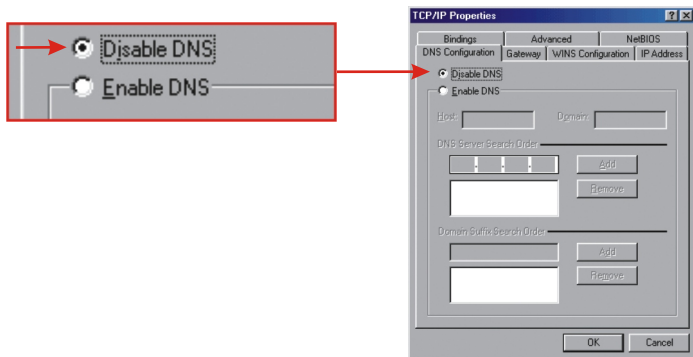 Disable DNS
Enable DNS
TCP/IP Properties
Bindings
Advanced
NetBIOS
DNS Configuration
Gateway
WINS Configuration
IP Address
Disable DNS
Enable DNS
Host:
Domain:
DNS Server Search Order
Add
Remove
Domain Suffix Search Order
Add
Remove
OK
Cancel